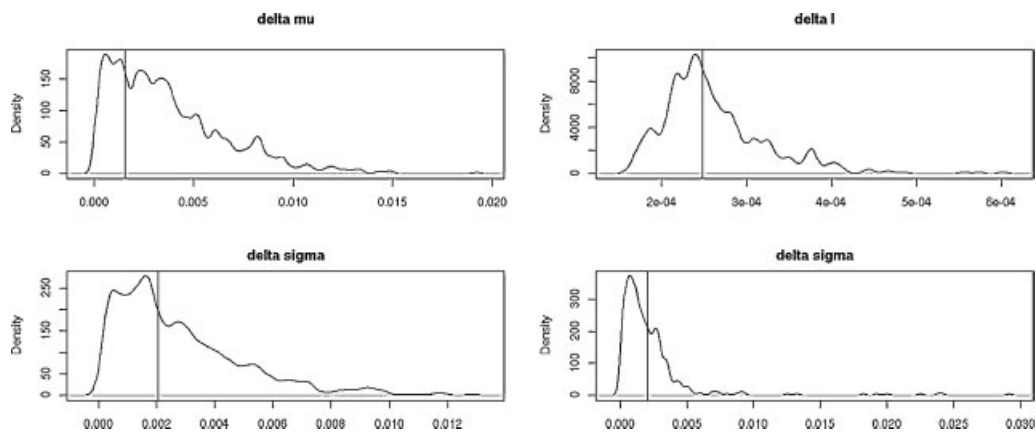 delta mu
Density
0 50 100 150
0.000 0.005 0.010 0.015 0.020
delta l
Density
0 4000 8000
2e-04 3e-04 4e-04 5e-04 6e-04
delta sigma
Density
0 50 150 250
0.000 0.002 0.004 0.006 0.008 0.010 0.012
delta sigma
Density
0 100 200 300
0.000 0.005 0.010 0.015 0.020 0.025 0.030